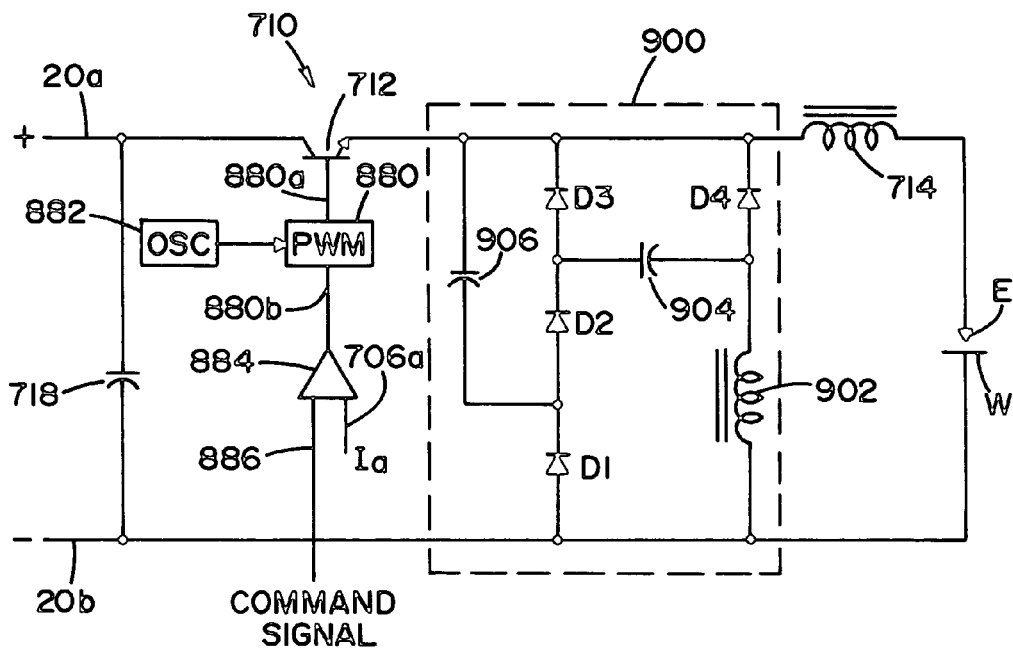 710
900
20a
712
+
880a
880
714
882
OSC
PWM
D3
D4
906
880b
904
E
D2
884
706a
718
902
W
886
Ia
D1
−
20b
COMMAND
SIGNAL